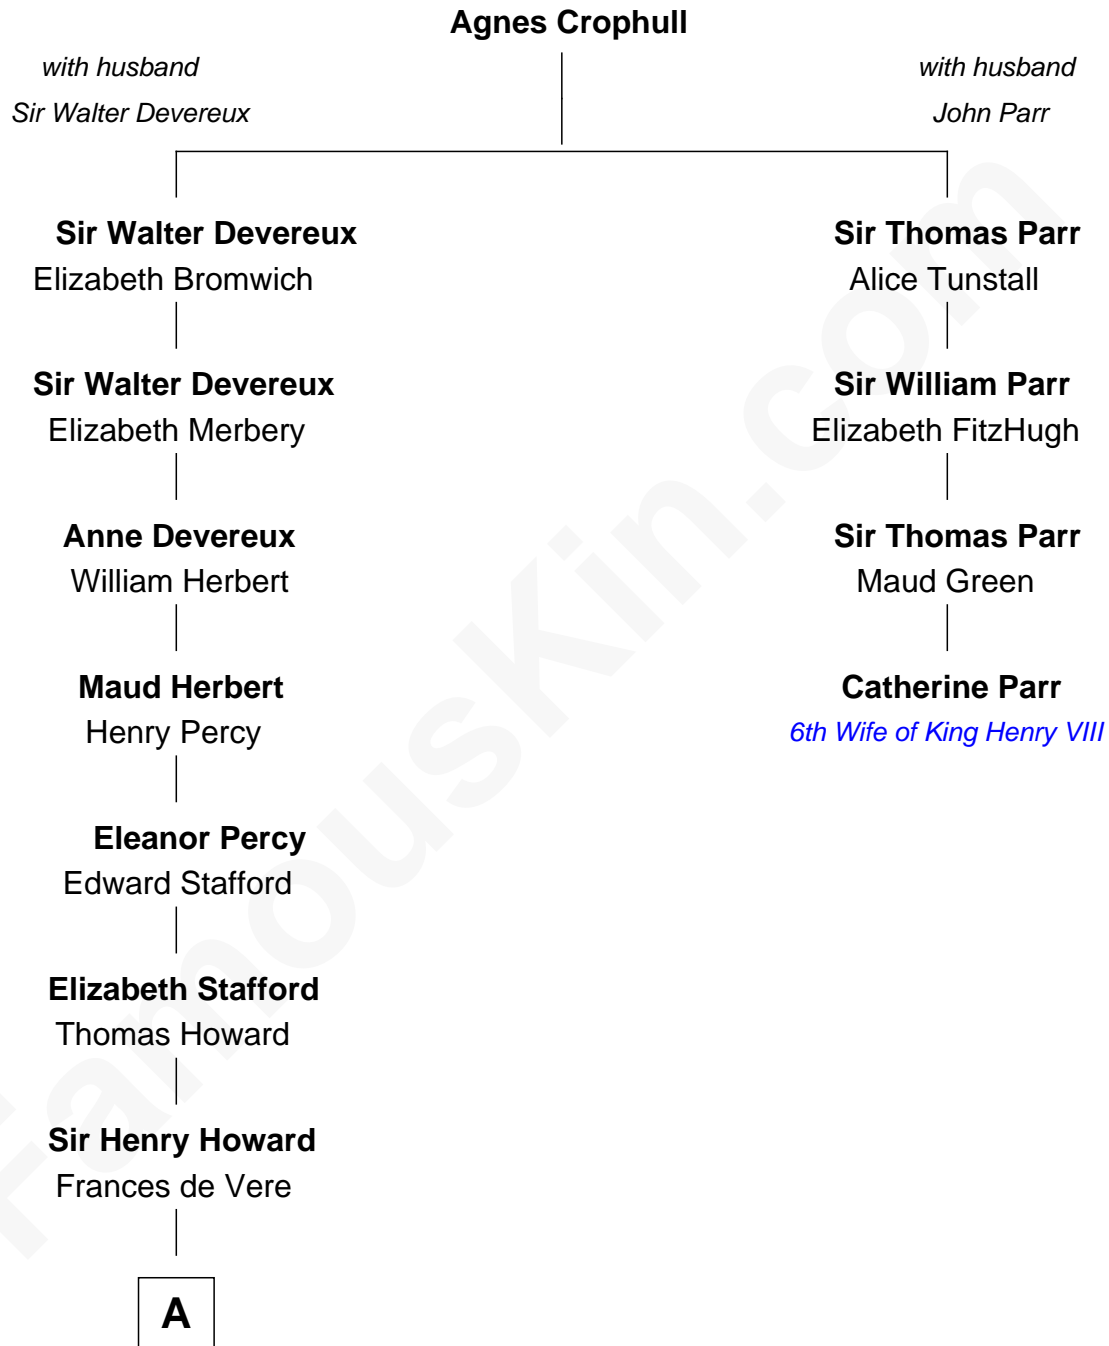 Agnes Crophull
with husband
Sir Walter Devereux
with husband
John Parr
Sir Walter Devereux
Elizabeth Bromwich
Sir Walter Devereux
Elizabeth Merbery
Anne Devereux
William Herbert
Maud Herbert
Henry Percy
Eleanor Percy
Edward Stafford
Elizabeth Stafford
Thomas Howard
Sir Henry Howard
Frances de Vere
A
Sir Thomas Parr
Alice Tunstall
Sir William Parr
Elizabeth FitzHugh
Sir Thomas Parr
Maud Green
Catherine Parr
6th Wife of King Henry VIII
FamousKin.com